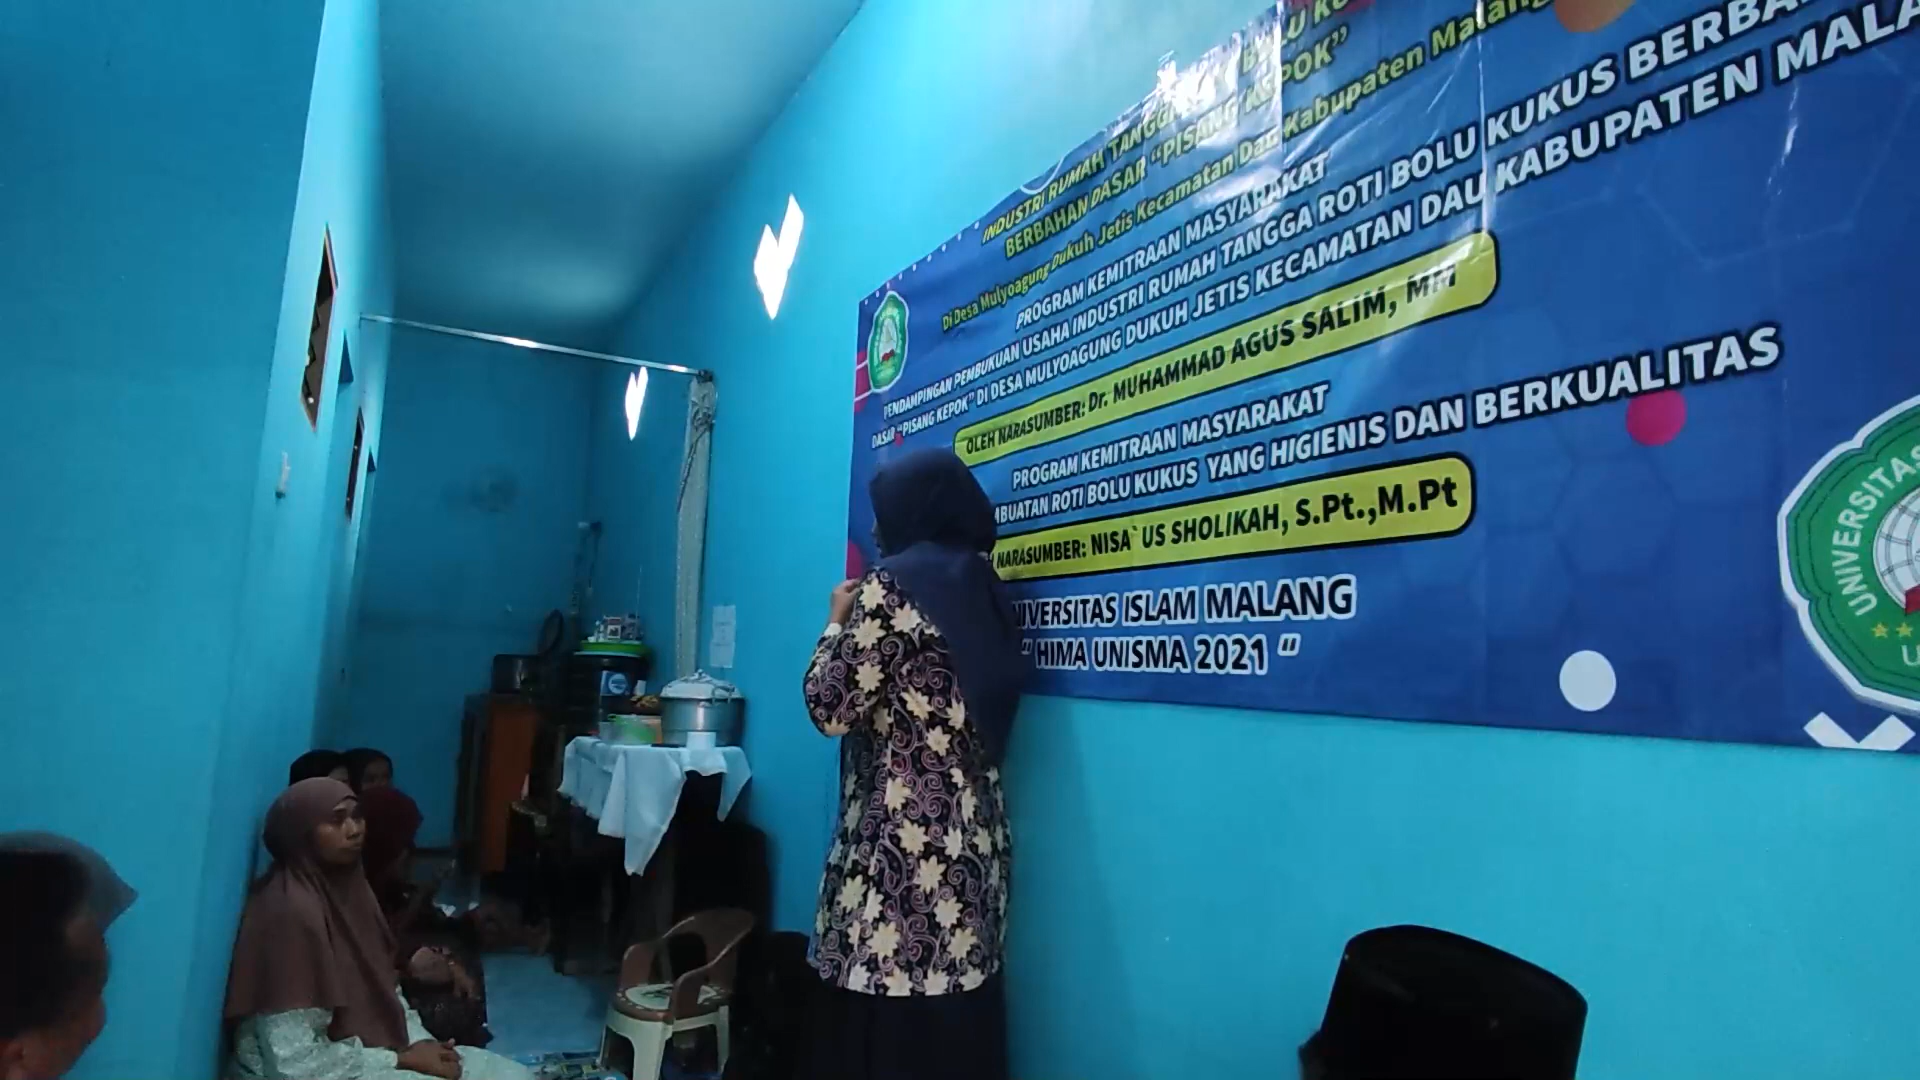 INDUSTRI RUMAH TANGGA BOLU
BERBAHAN DASAR "PISANG KEPOK"
Di Desa Mulyoagung Dukuh Jetis Kecamatan Dau Kabupaten Malang
PROGRAM KEMITRAAN MASYARAKAT
PENDAMPINGAN PEMBUKUAN USAHA INDUSTRI RUMAH TANGGA ROTI BOLU KUKUS
DASAR "PISANG KEPOK" DI DESA MULYOAGUNG DUKUH JETIS KECAMATAN DAU KABUPATEN
OLEH NARASUMBER: Dr. MUHAMMAD AGUS SALIM, MM
PROGRAM KEMITRAAN MASYARAKAT
ROTI BOLU KUKUS YANG HIGIENIS DAN BERKUALITAS
NARASUMBER: NISA`US SHOLIKAH, S.Pt.,M.Pt
NIVERSITAS ISLAM MALANG
" HIMA UNISMA 2021 "
UNIVERSITAS